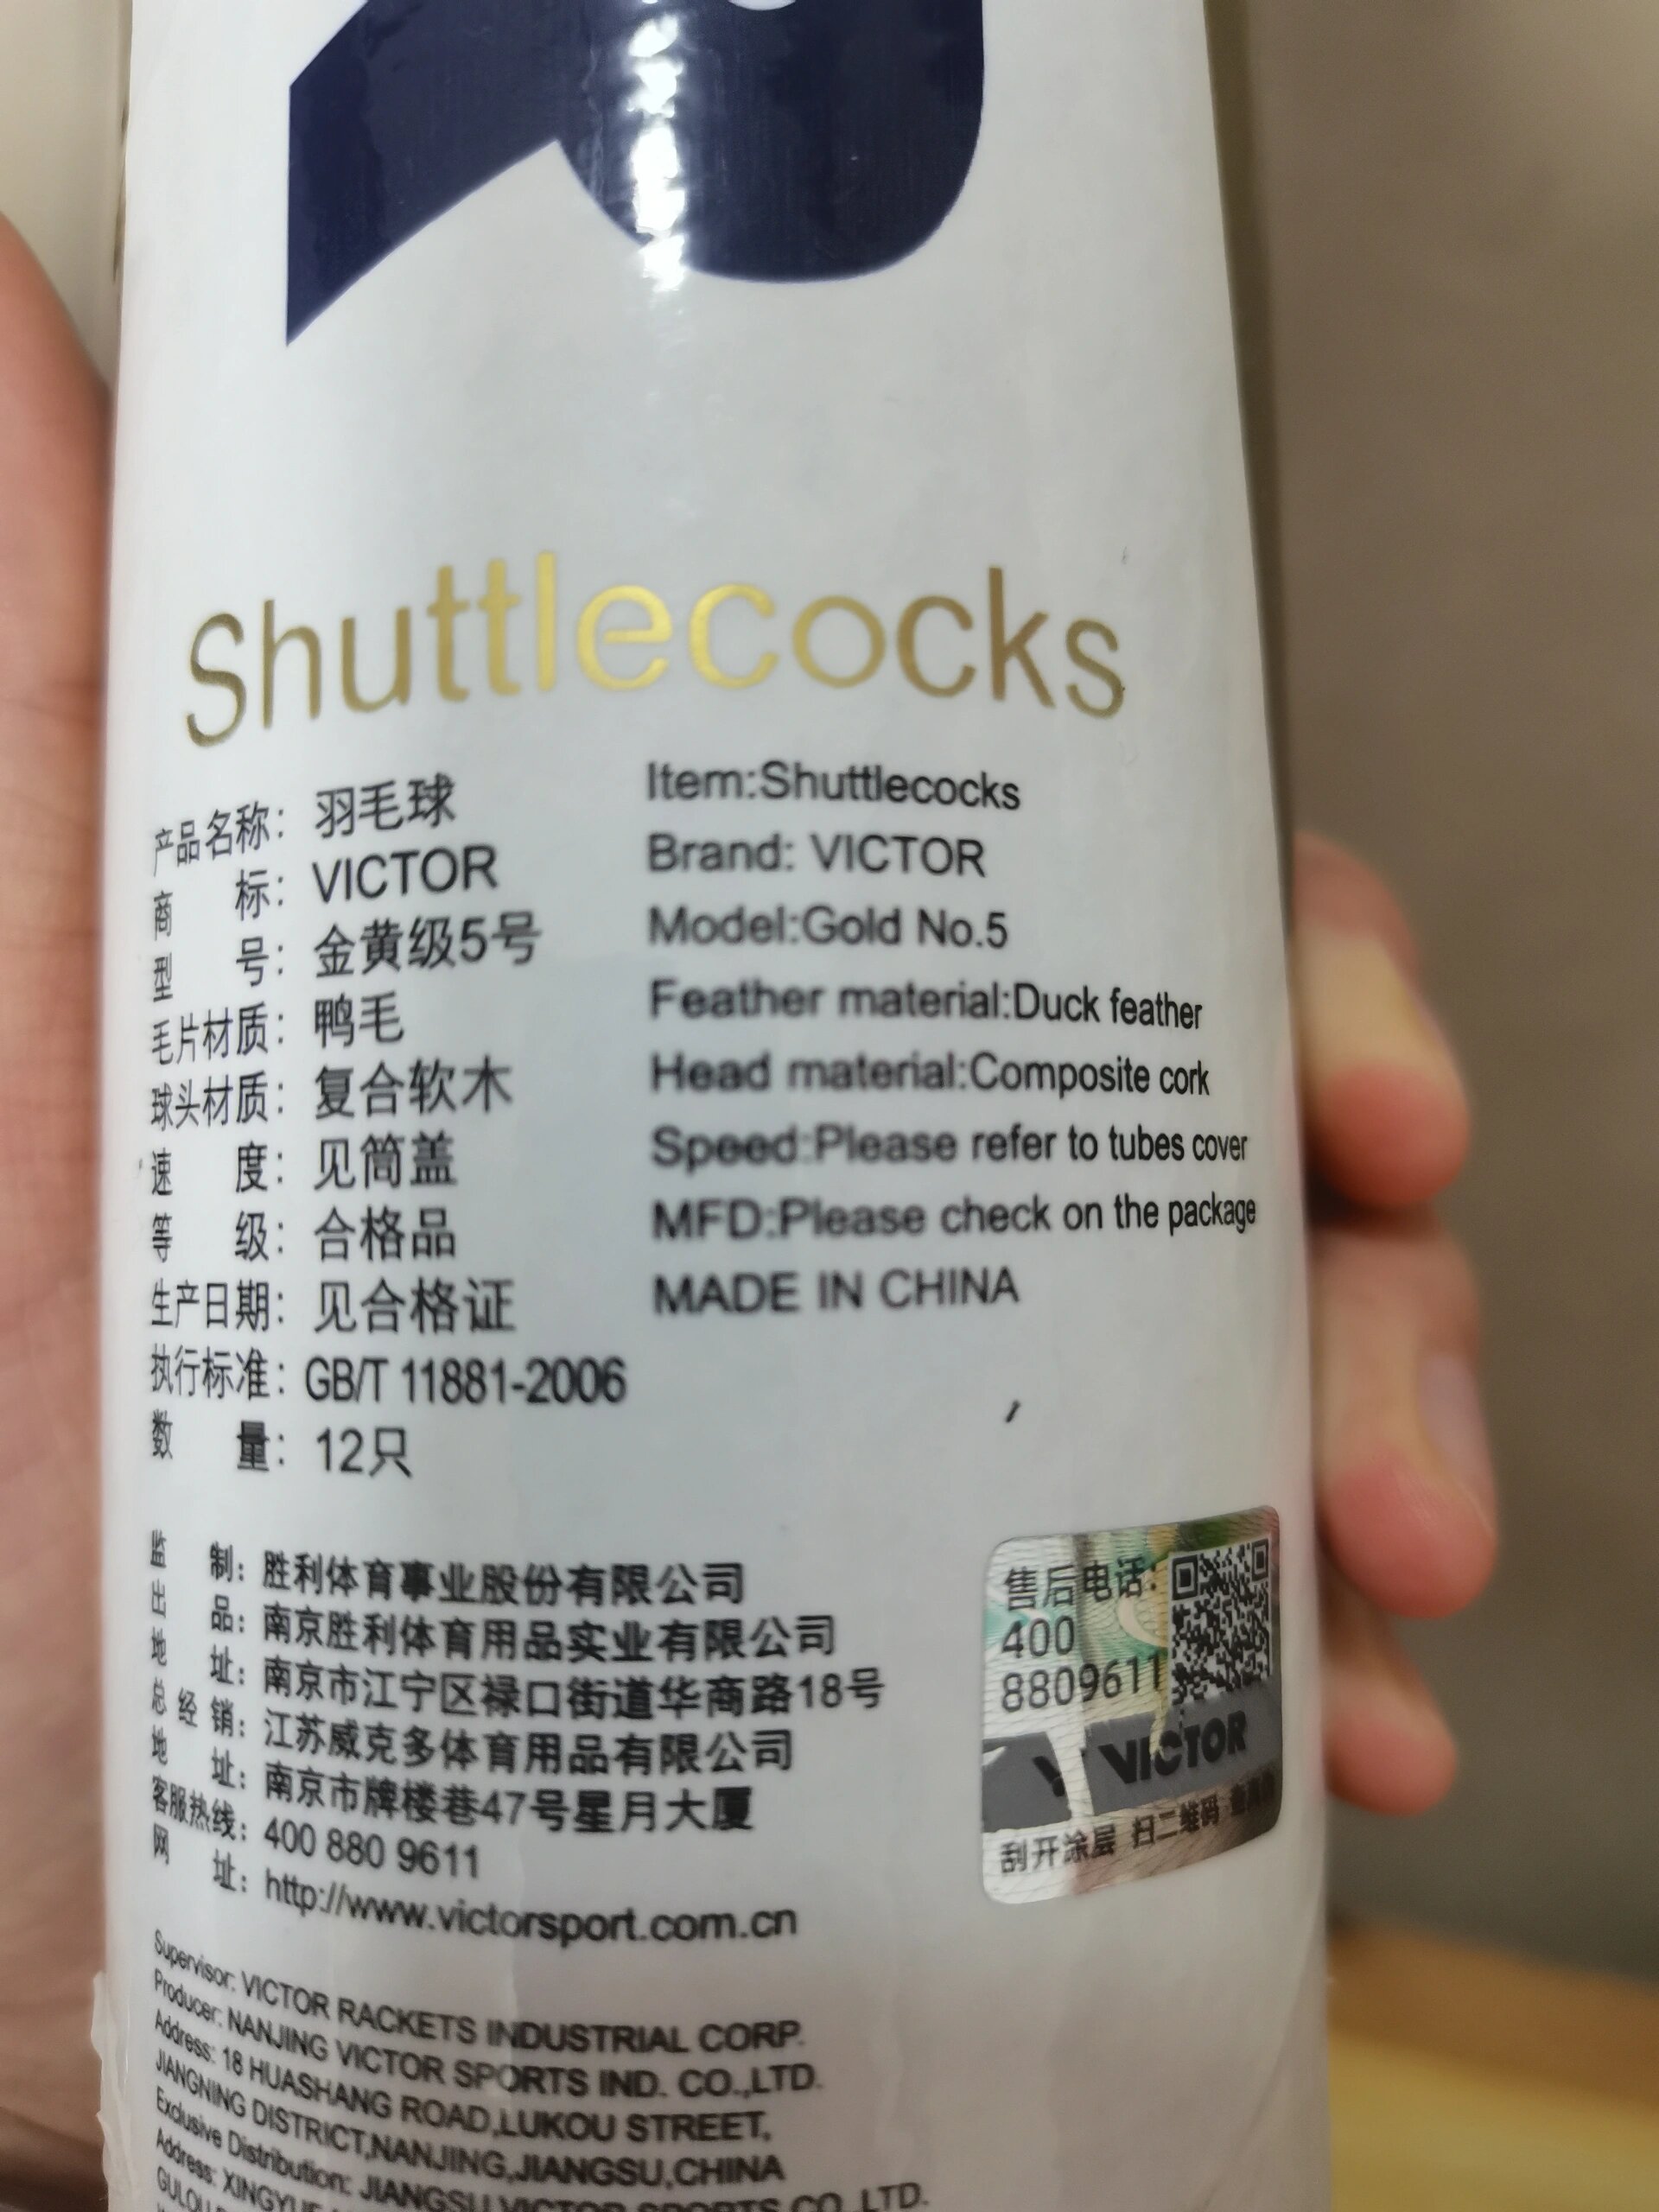 Shuttlecocks
产品名称：羽毛球
商标：VICTOR
型号：金黄级5号
毛片材质：鸭毛
球头材质：复合软木
速度：见筒盖
等级：合格品
生产日期：见合格证
执行标准：GB/T 11881-2006
数量：12只
Item:Shuttlecocks
Brand: VICTOR
Model:Gold No.5
Feather material:Duck feather
Head material:Composite cork
Speed:Please refer to tubes cover
MFD:Please check on the package
MADE IN CHINA
监制：胜利体育事业股份有限公司
出品：南京胜利体育用品实业有限公司
地址：南京市江宁区禄口街道华商路18号
总经销：江苏威克多体育用品有限公司
地址：南京市牌楼巷47号星月大厦
客服热线：400 880 9611
网址：http://www.victorsport.com.cn
售后电话：
400
8809611
VICTOR
刮开涂层 扫二维码
Supervisor: VICTOR RACKETS INDUSTRIAL CORP.
Producer: NANJING VICTOR SPORTS IND. CO.,LTD.
Address: 18 HUASHANG ROAD,LUKOU STREET,
JIANGNING DISTRICT,NANJING,JIANGSU,CHINA
Exclusive Distribution: JIANGSU VICTOR SPORTS CO.,LTD.
Address: